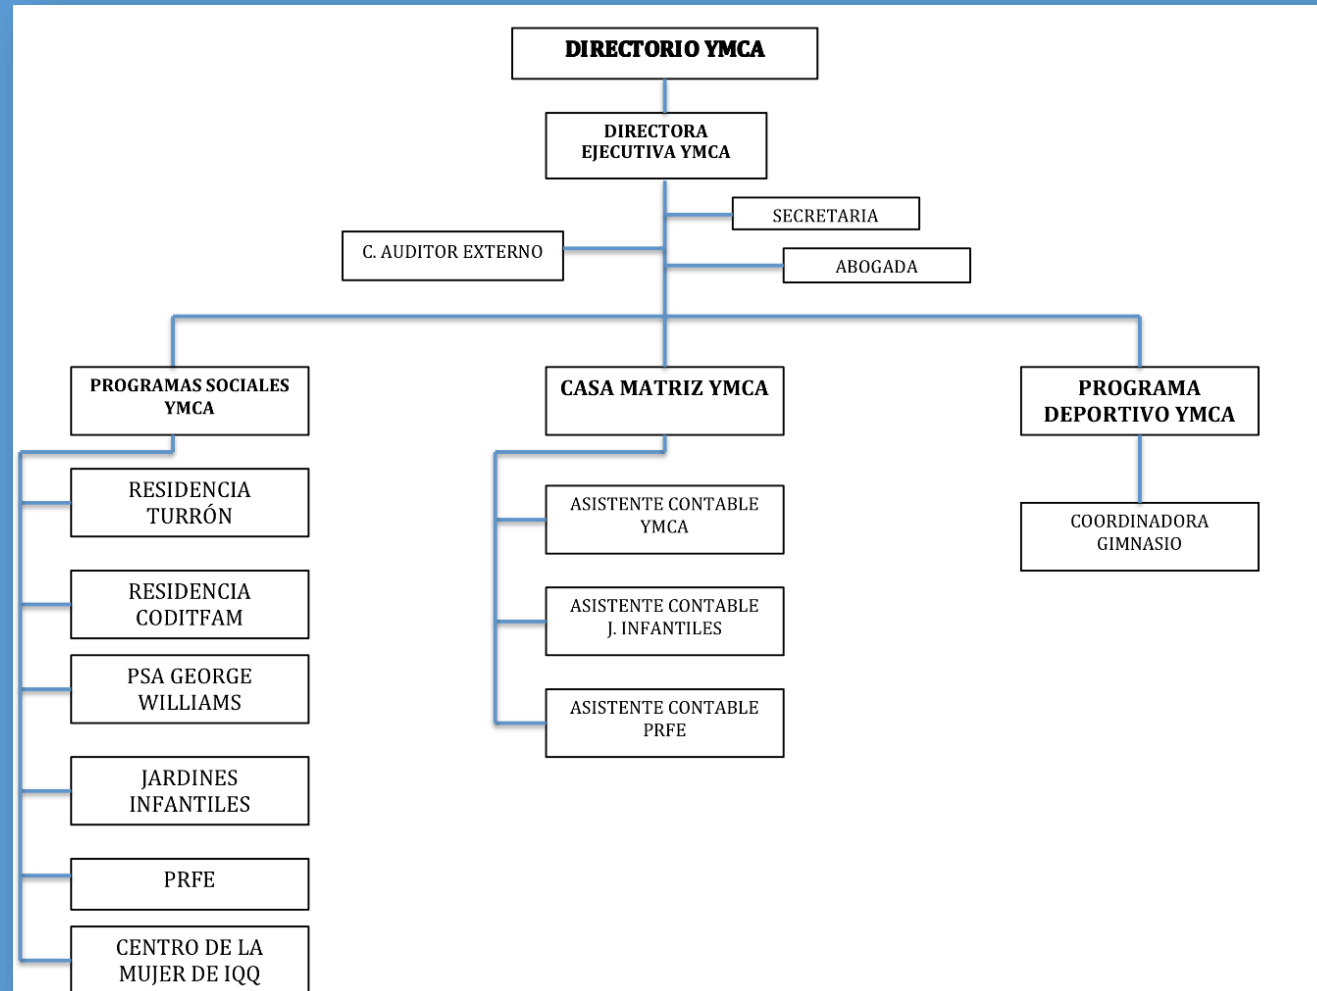 DIRECTORIO YMCA
DIRECTORA
EJECUTIVA YMCA
SECRETARIA
C. AUDITOR EXTERNO
ABOGADA
PROGRAMAS SOCIALES
YMCA
CASA MATRIZ YMCA
PROGRAMA
DEPORTIVO YMCA
RESIDENCIA
TURRÓN
RESIDENCIA
CODITFAM
PSA GEORGE
WILLIAMS
JARDINES
INFANTILES
PRFE
CENTRO DE LA
MUJER DE IQQ
ASISTENTE CONTABLE
YMCA
ASISTENTE CONTABLE
J. INFANTILES
ASISTENTE CONTABLE
PRFE
COORDINADORA
GIMNASIO